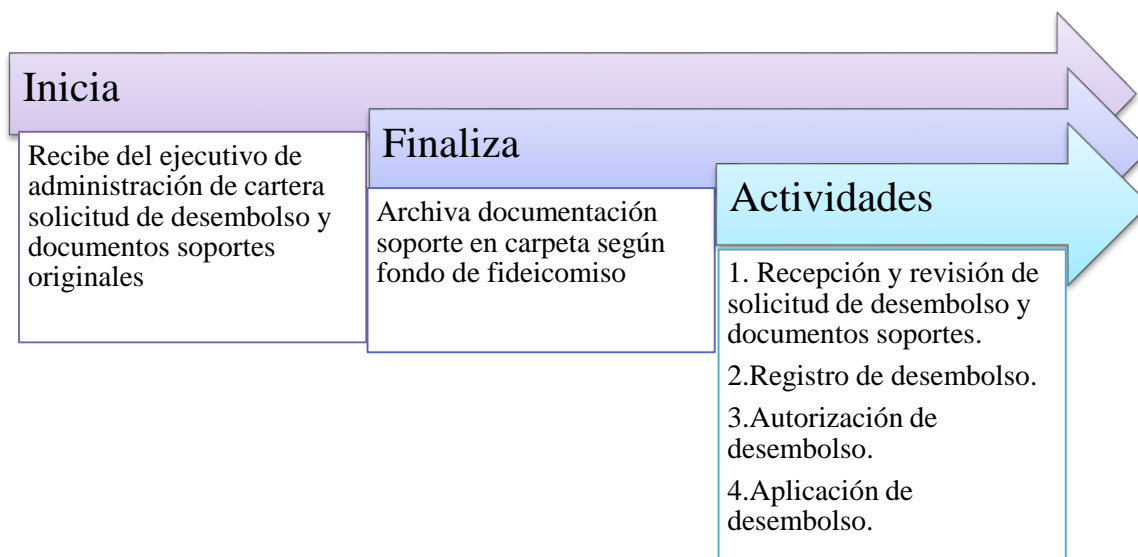 Inicia
Recibe del ejecutivo de
administración de cartera
solicitud de desembolso y
documentos soportes
originales
Finaliza
Archiva documentación
soporte en carpeta según
fondo de fideicomiso
Actividades
1. Recepción y revisión de
solicitud de desembolso y
documentos soportes.
2.Registro de desembolso.
3.Autorización de
desembolso.
4.Aplicación de
desembolso.